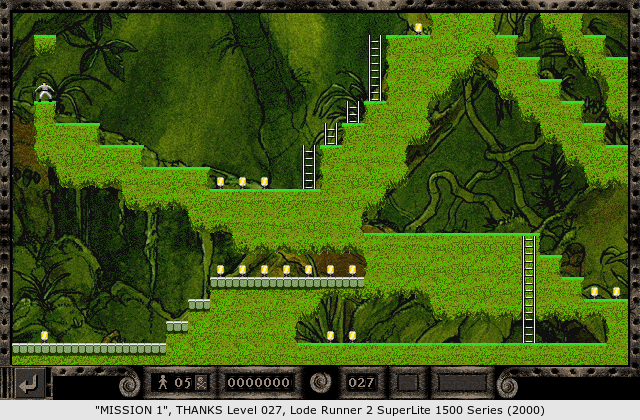 05 0000000 027
"MISSION 1", THANKS Level 027, Lode Runner 2 SuperLite 1500 Series (2000)